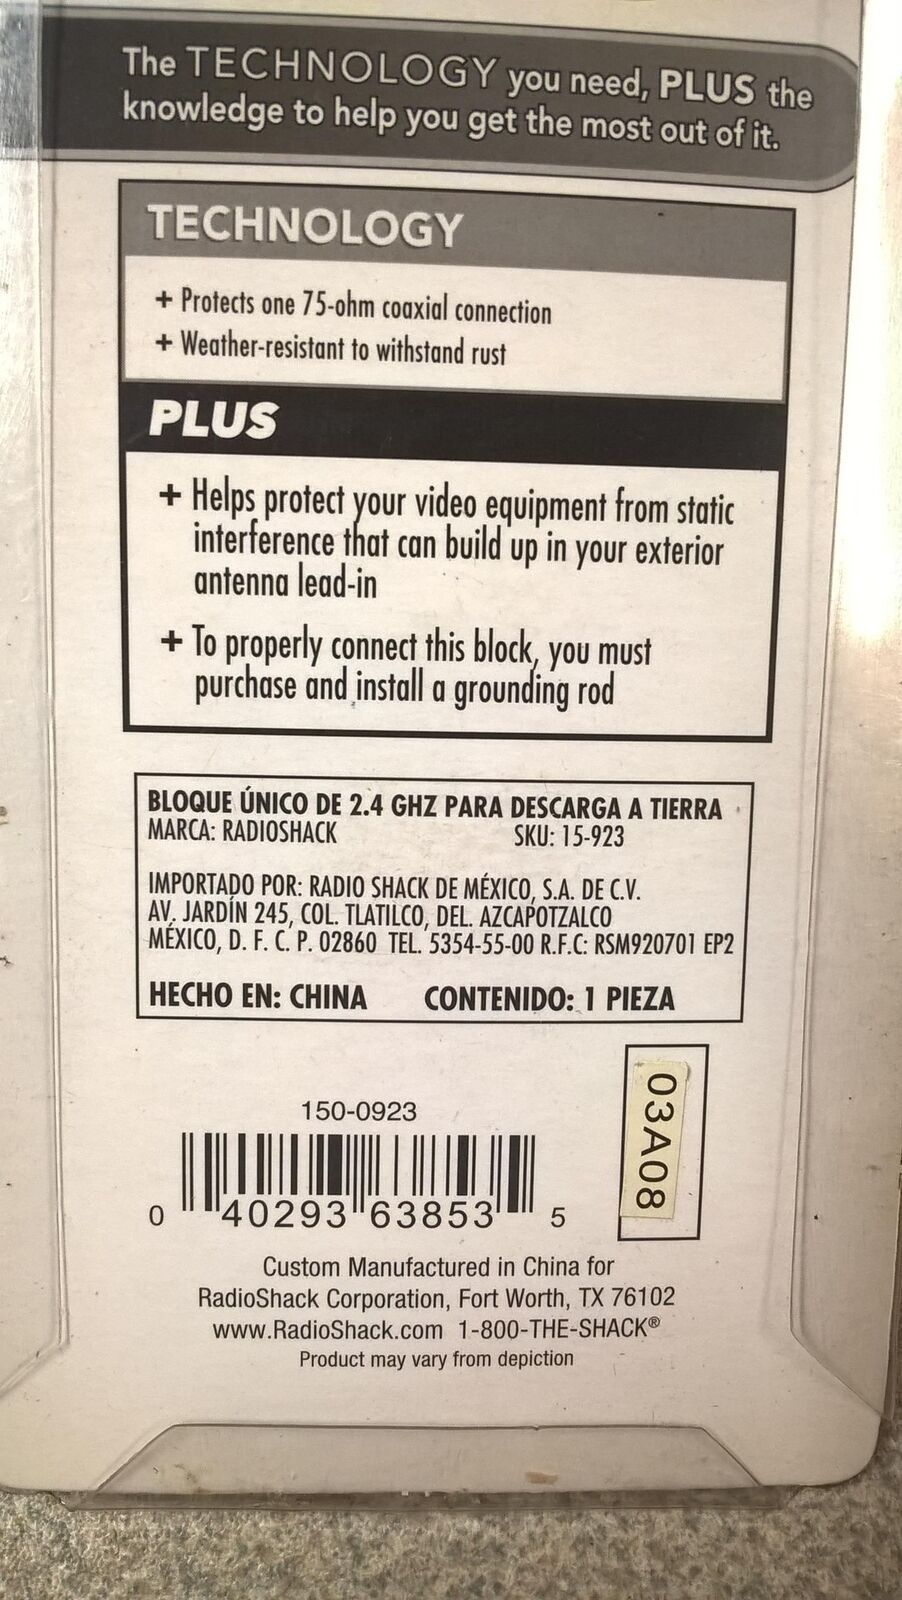 The TECHNOLOGY you need, PLUS the
knowledge to help you get the most out of it.
TECHNOLOGY
+ Protects one 75-ohm coaxial connection
+ Weather-resistant to withstand rust
PLUS
+ Helps protect your video equipment from static
interference that can build up in your exterior
antenna lead-in
+ To properly connect this block, you must
purchase and install a grounding rod
BLOQUE ÚNICO DE 2.4 GHZ PARA DESCARGA A TIERRA
MARCA: RADIOSHACK SKU: 15-923
IMPORTADO POR: RADIO SHACK DE MÉXICO, S.A. DE C.V.
AV. JARDÍN 245, COL. TLATILCO, DEL. AZCAPOTZALCO
MÉXICO, D. F. C. P. 02860 TEL. 5354-55-00 R.F.C: RSM920701 EP2
HECHO EN: CHINA CONTENIDO: 1 PIEZA
150-0923
0 40293 63853 5
03A08
Custom Manufactured in China for
RadioShack Corporation, Fort Worth, TX 76102
www.RadioShack.com 1-800-THE-SHACK®
Product may vary from depiction